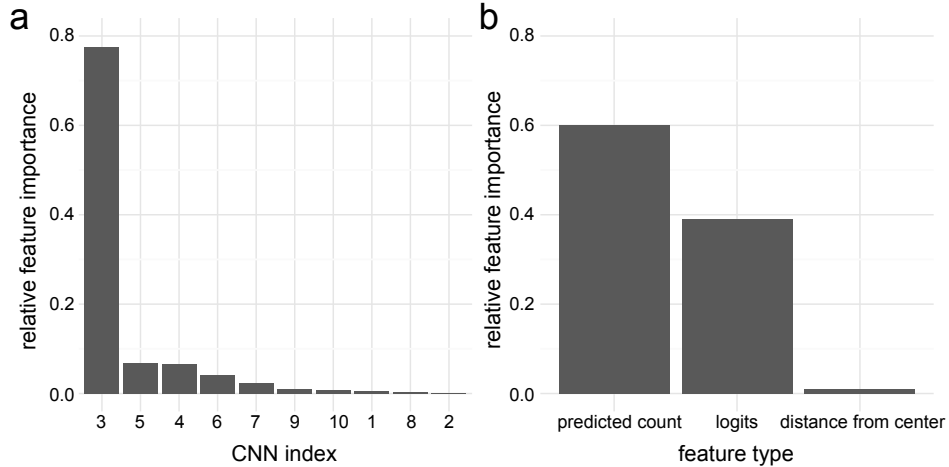 a
relative feature importance
0.8
0.6
0.4
0.2
0.0
3 5 4 6 7 9 10 1 8 2
CNN index
b
relative feature importance
0.8
0.6
0.4
0.2
0.0
predicted count logits distance from center
feature type